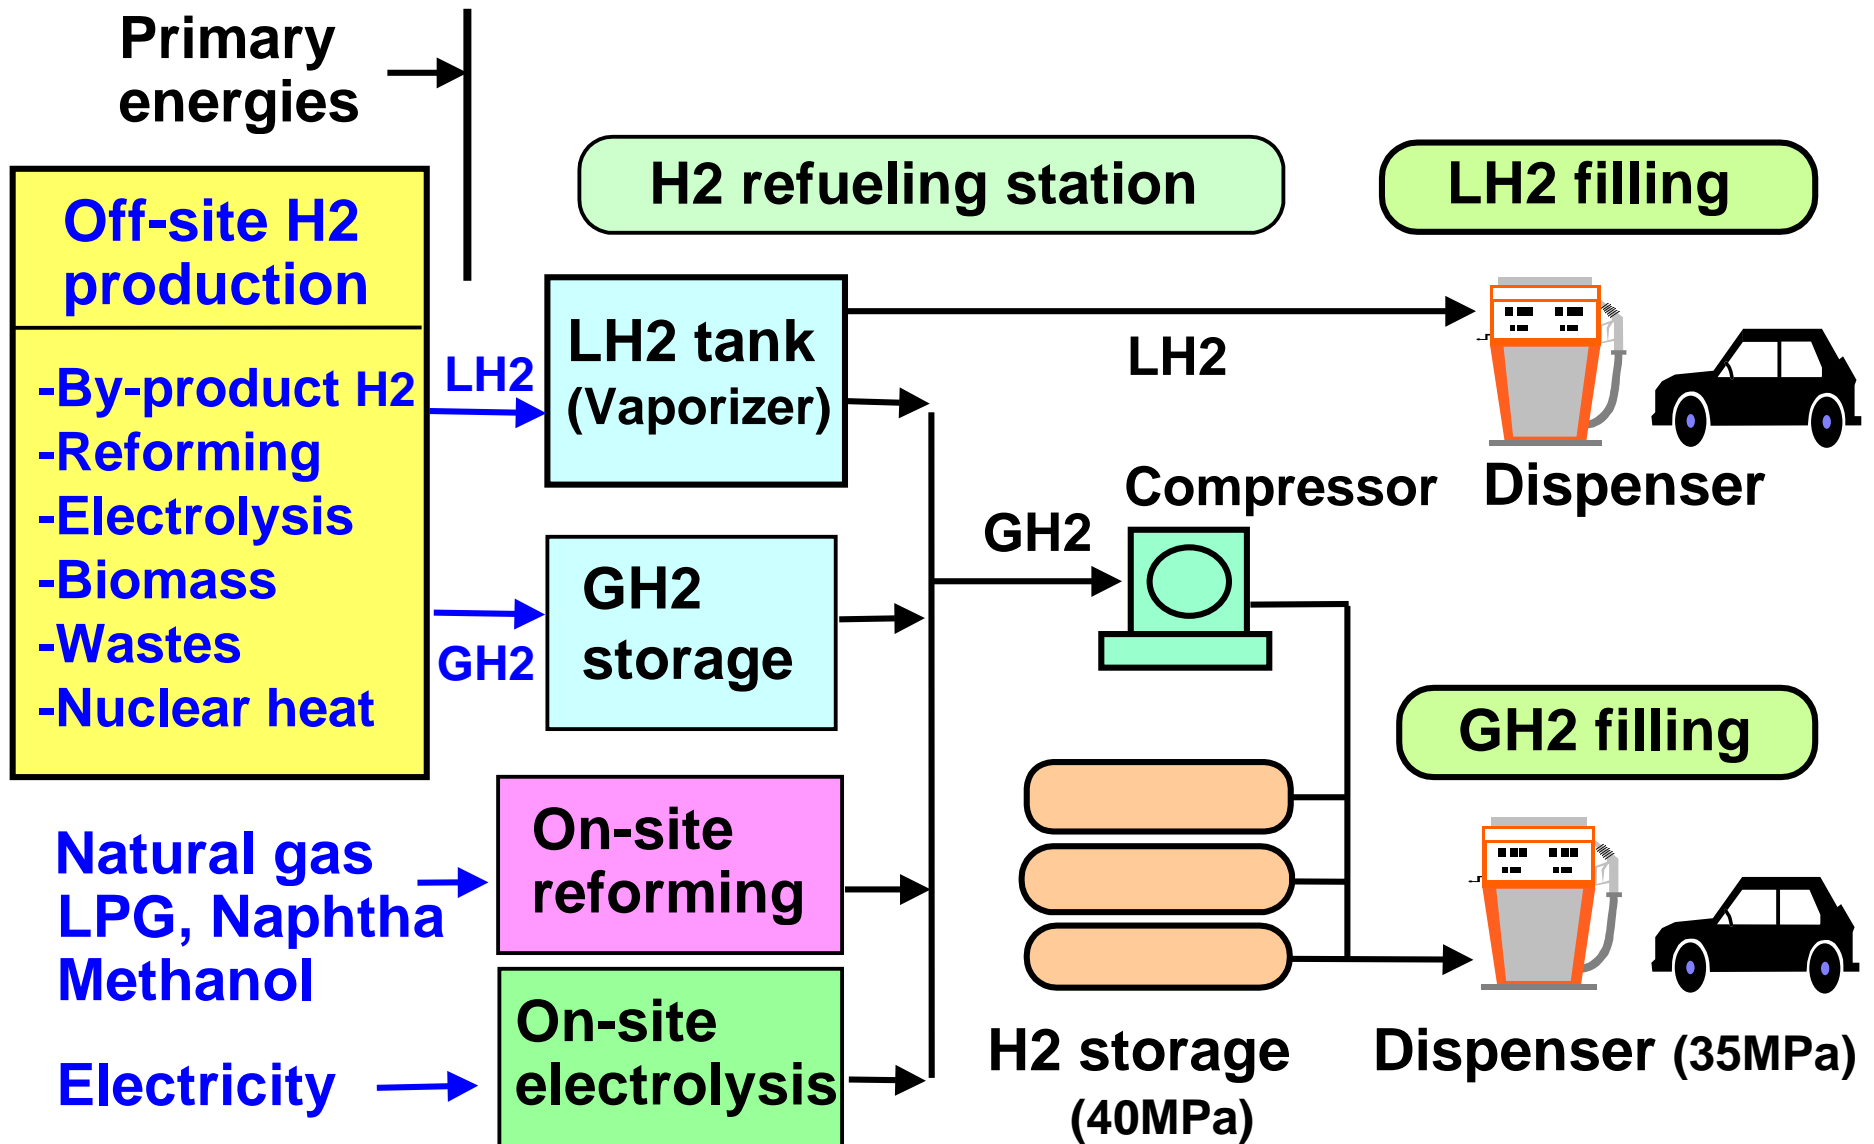 Primary
energies
H2 refueling station
LH2 filling
Off-site H2
production
-By-product H2
-Reforming
-Electrolysis
-Biomass
-Wastes
-Nuclear heat
LH2
GH2
LH2 tank
(Vaporizer)
GH2
storage
LH2
Dispenser
Compressor
GH2
GH2 filling
Natural gas
LPG, Naphtha
Methanol
On-site
reforming
Electricity
On-site
electrolysis
H2 storage
(40MPa)
Dispenser (35MPa)